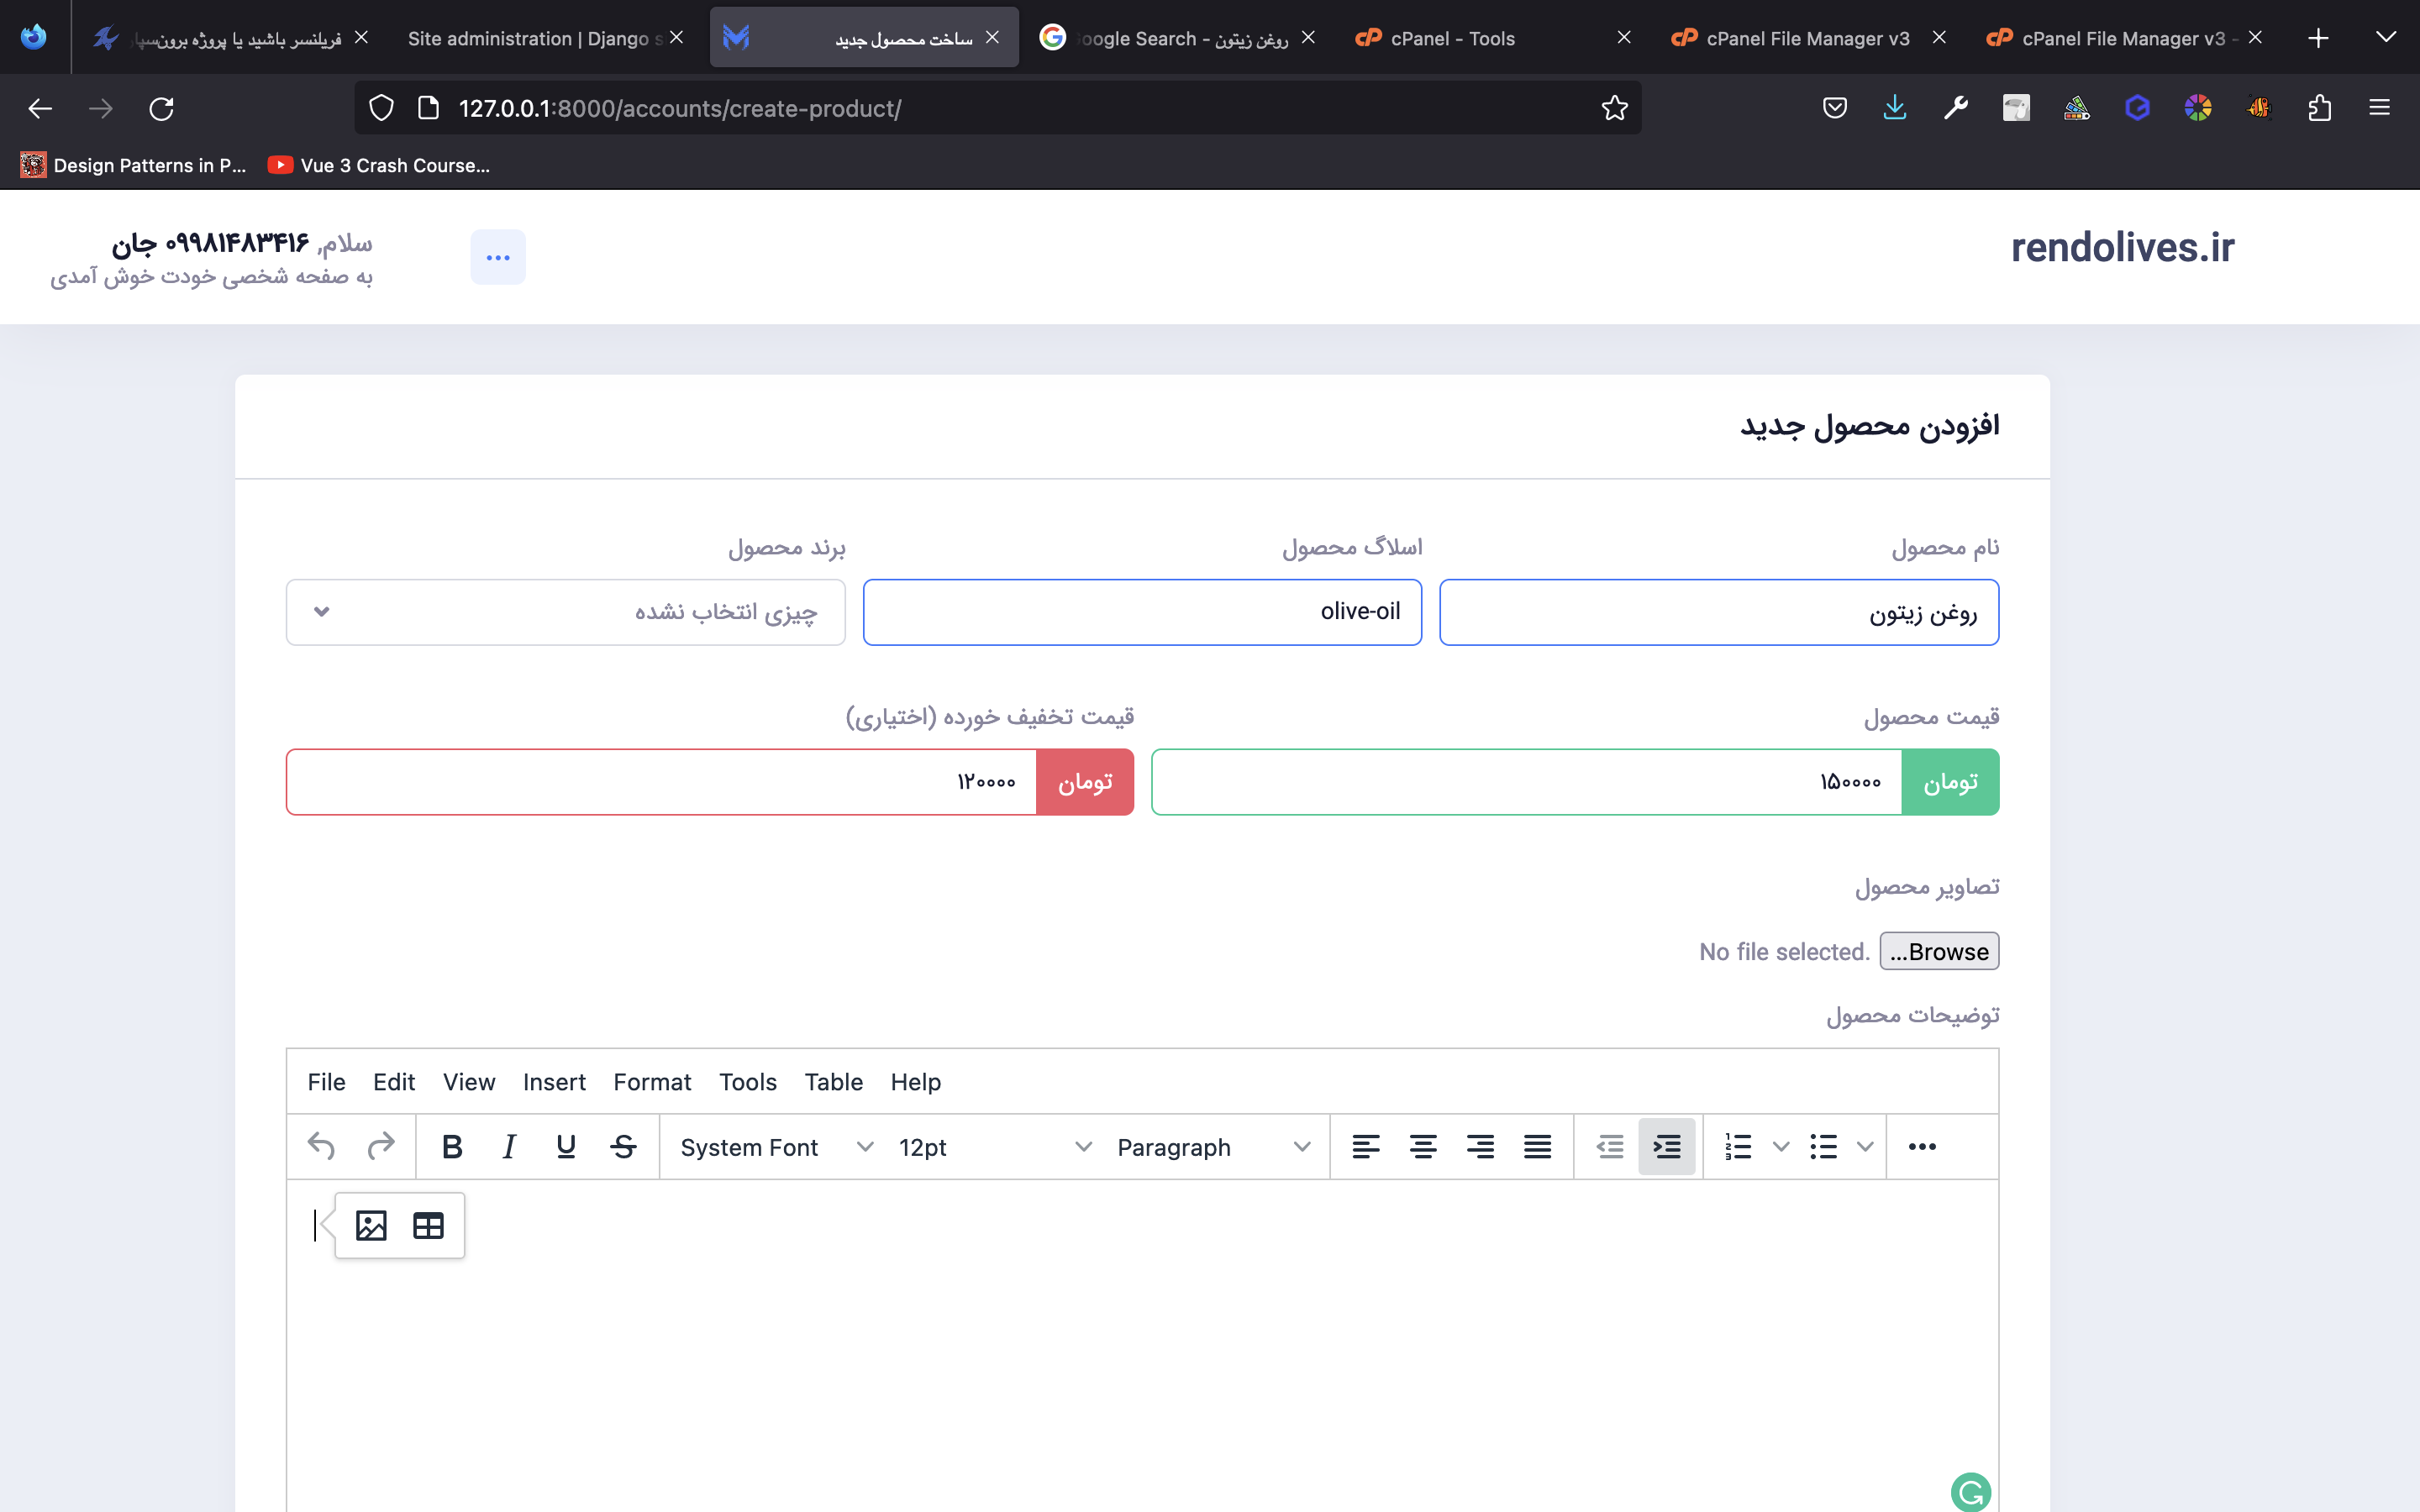 فریلنسر باشید یا پروژه برون‌سپار
Site administration | Django s
ساخت محصول جدید
روغن زیتون - Google Search
cPanel - Tools
cPanel File Manager v3
cPanel File Manager v3 -
127.0.0.1:8000/accounts/create-product/
Design Patterns in P...
Vue 3 Crash Course...
rendolives.ir
سلام, ۰۹۹۸۱۴۸۳۴۱۶ جان
به صفحه شخصی خودت خوش آمدی
افزودن محصول جدید
نام محصول
اسلاگ محصول
برند محصول
روغن زیتون
olive-oil
چیزی انتخاب نشده
قیمت محصول
قیمت تخفیف خورده (اختیاری)
تومان ۱۵۰۰۰۰
تومان ۱۲۰۰۰۰
تصاویر محصول
Browse... No file selected.
توضیحات محصول
File Edit View Insert Format Tools Table Help
B I U S System Font 12pt Paragraph